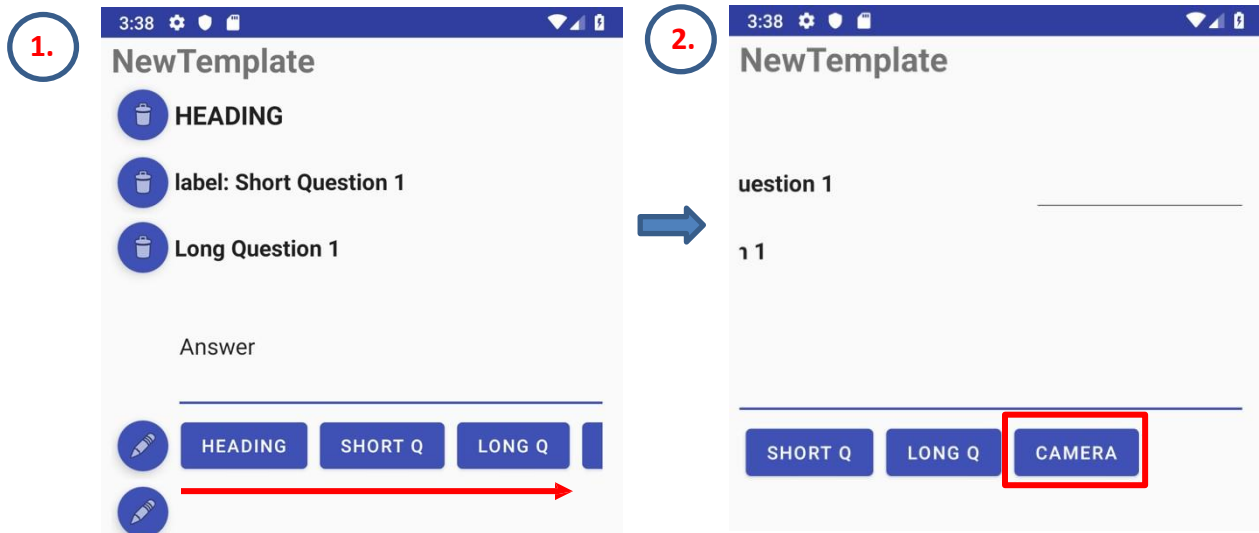 1.
3:38
NewTemplate
HEADING
label: Short Question 1
Long Question 1
Answer
HEADING SHORT Q LONG Q
2.
3:38
NewTemplate
uestion 1
1
SHORT Q LONG Q CAMERA